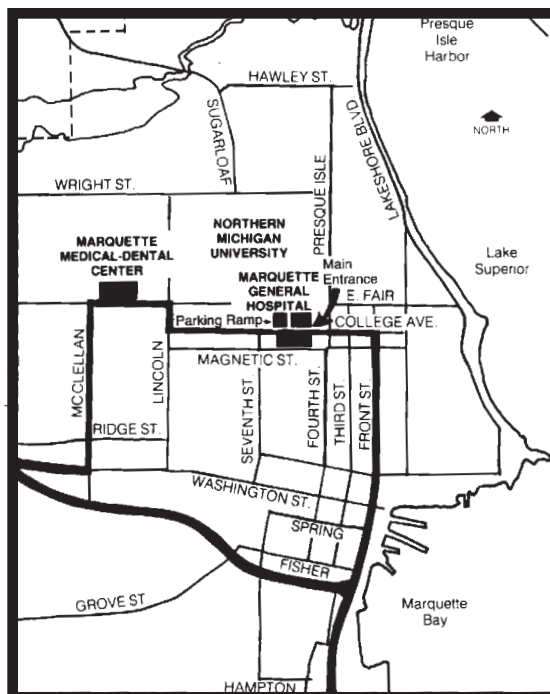 Presque
Isle
Harbor
HAWLEY ST.
SUGARLOAF
LAKESHORE BLVD
NORTH
PRESQUE ISLE
WRIGHT ST.
NORTHERN
MICHIGAN
UNIVERSITY
MARQUETTE
MEDICAL-DENTAL
CENTER
Lake
Superior
MARQUETTE
GENERAL
HOSPITAL
Main
Entrance
E. FAIR
Parking Ramp
COLLEGE AVE.
MAGNETIC ST.
MCCLELLAN
LINCOLN
SEVENTH ST.
FOURTH ST.
THIRD ST.
FRONT ST.
RIDGE ST.
WASHINGTON ST.
SPRING
FISHER
GROVE ST
Marquette
Bay
HAMPTON